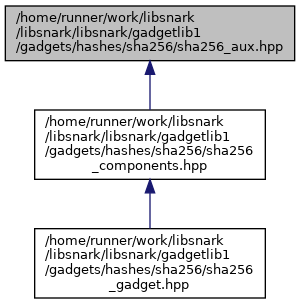 /home/runner/work/libsnark
/libsnark/libsnark/gadgetlib1
/gadgets/hashes/sha256/sha256_aux.hpp
/home/runner/work/libsnark
/libsnark/libsnark/gadgetlib1
/gadgets/hashes/sha256/sha256
_components.hpp
/home/runner/work/libsnark
/libsnark/libsnark/gadgetlib1
/gadgets/hashes/sha256/sha256
_gadget.hpp